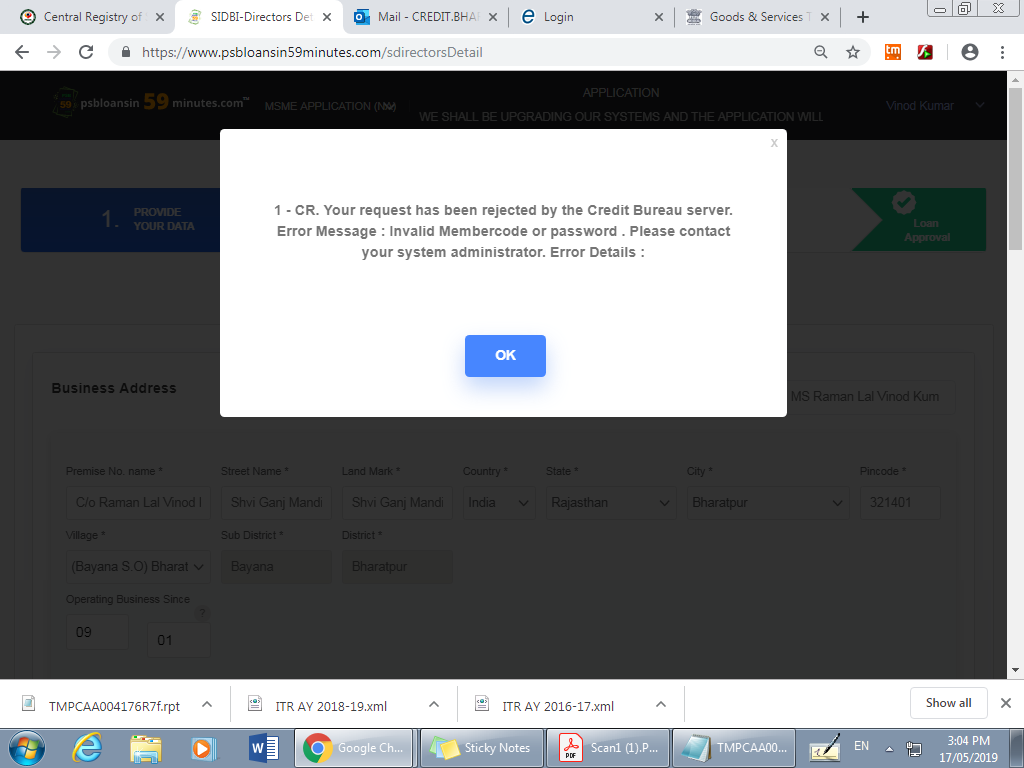 Central Registry of
SIDBI-Directors Det
Mail - CREDIT.BHA
Login
Goods & Services T
https://www.psbloansin59minutes.com/sdirectorsDetail
psbloansin 59 minutes.com™
MSME APPLICATION (New)
APPLICATION
WE SHALL BE UPGRADING OUR SYSTEMS AND THE APPLICATION WILL
Vinod Kumar
x
1.
PROVIDE
YOUR DATA
Loan
Approval
1 - CR. Your request has been rejected by the Credit Bureau server.
Error Message : Invalid Membercode or password . Please contact
your system administrator. Error Details :
OK
Business Address
MS Raman Lal Vinod Kum
Premise No. name *
Street Name *
Land Mark *
Country *
State *
City *
Pincode *
C/o Raman Lal Vinod
Shvi Ganj Mandi
Shvi Ganj Mandi
India
Rajasthan
Bharatpur
321401
Village *
Sub District *
District *
(Bayana S.O) Bharat
Bayana
Bharatpur
Operating Business Since
?
09
01
TMPCAA004176R7f.rpt
ITR AY 2018-19.xml
ITR AY 2016-17.xml
Show all
Google Ch...
Sticky Notes
Scan1 (1).P...
TMPCAA00...
EN
3:04 PM
17/05/2019